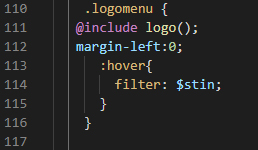 110 .logomenu {
111 @include logo();
112 margin-left:0;
113 :hover{
114 filter: $stin;
115 }
116 }
117